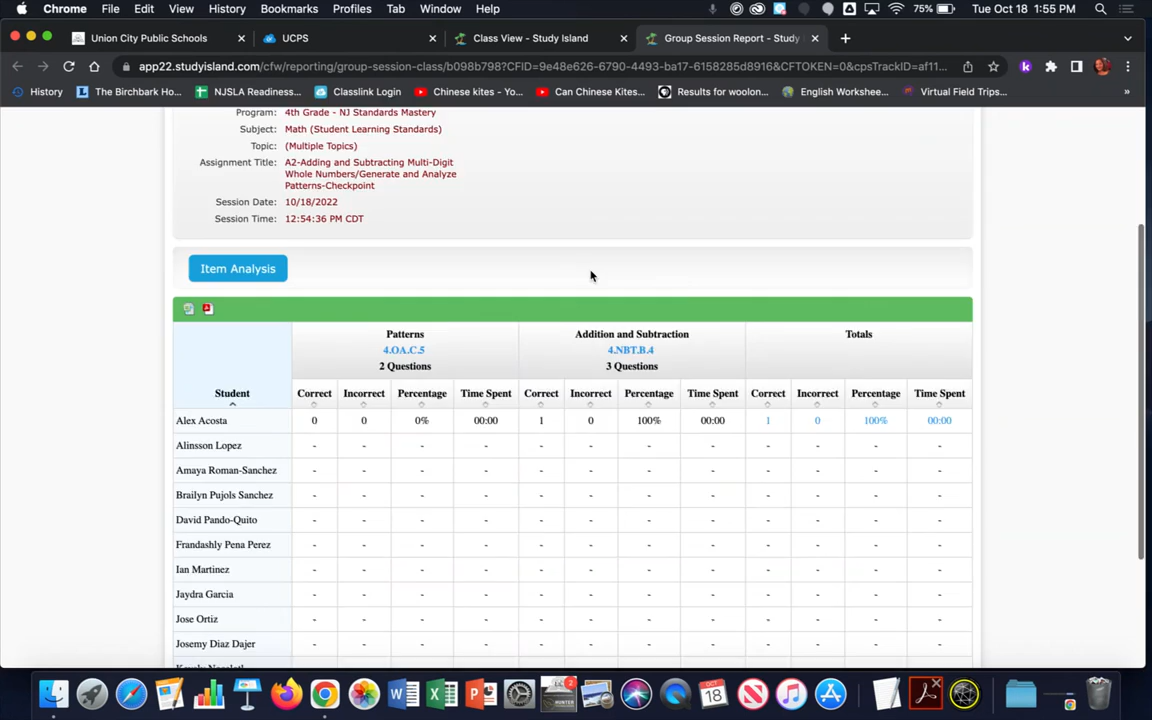 Chrome File Edit View History Bookmarks Profiles Tab Window Help 75% Tue Oct 18 1:55 PM
Union City Public Schools UCPS Class View - Study Island Group Session Report - Study
app22.studyisland.com/cfw/reporting/group-session-class/b098b798?CFID=9e48e626-6790-4493-ba17-6158285d8916&CFTOKEN=0&cpsTrackID=af11...
History The Birchbark Ho... NJSLA Readiness... Classlink Login Chinese kites - Yo... Can Chinese Kites... Results for woolon... English Workshee... Virtual Field Trips... »
Program: 4th Grade - NJ Standards Mastery
Subject: Math (Student Learning Standards)
Topic: (Multiple Topics)
Assignment Title: A2-Adding and Subtracting Multi-Digit
Whole Numbers/Generate and Analyze
Patterns-Checkpoint
Session Date: 10/18/2022
Session Time: 12:54:36 PM CDT
Item Analysis
Patterns Addition and Subtraction Totals
4.OA.C.5 4.NBT.B.4
2 Questions 3 Questions
Student Correct Incorrect Percentage Time Spent Correct Incorrect Percentage Time Spent Correct Incorrect Percentage Time Spent
Alex Acosta 0 0 0% 00:00 1 0 100% 00:00 1 0 100% 00:00
Alinsson Lopez - - - - - - - - - - - -
Amaya Roman-Sanchez - - - - - - - - - - - -
Brailyn Pujols Sanchez - - - - - - - - - - - -
David Pando-Quito - - - - - - - - - - - -
Frandashly Pena Perez - - - - - - - - - - - -
Ian Martinez - - - - - - - - - - - -
Jaydra Garcia - - - - - - - - - - - -
Jose Ortiz - - - - - - - - - - - -
Josemy Diaz Dajer - - - - - - - - - - - -